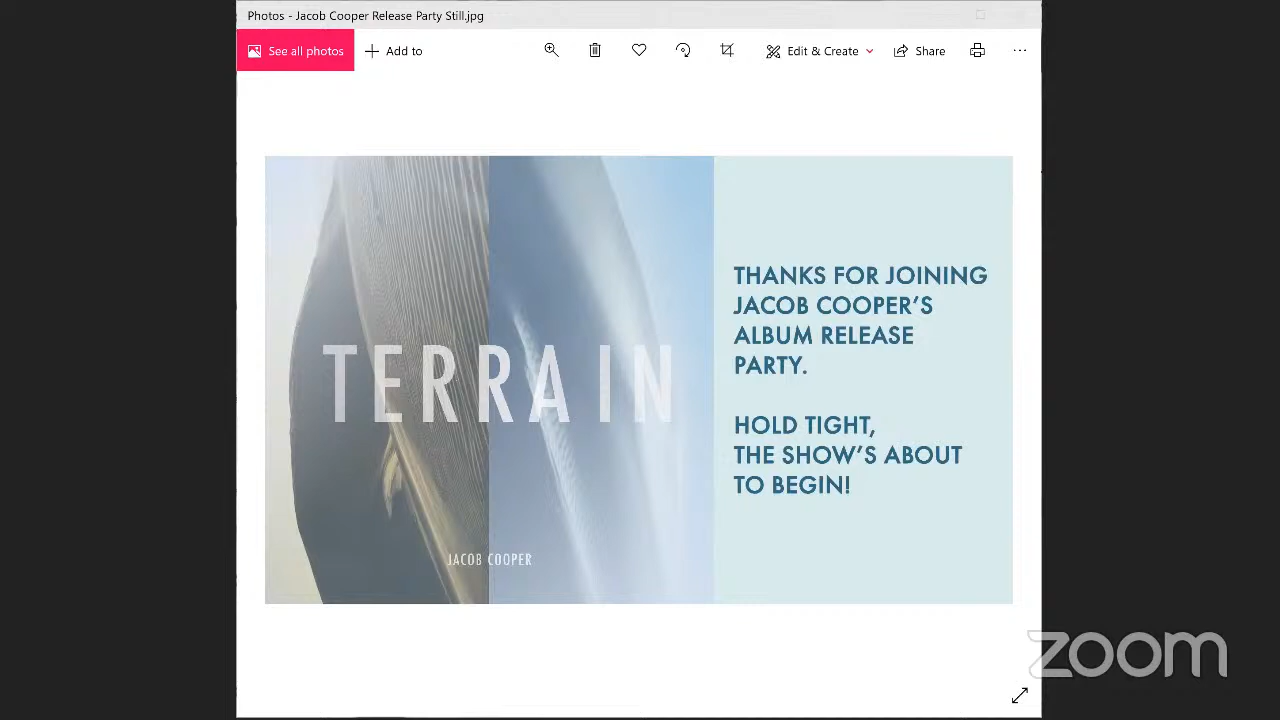 Photos - Jacob Cooper Release Party Still.jpg
See all photos
Add to
Edit & Create
Share
TERRAIN
JACOB COOPER
THANKS FOR JOINING
JACOB COOPER'S
ALBUM RELEASE
PARTY.
HOLD TIGHT,
THE SHOW'S ABOUT
TO BEGIN!
zoom